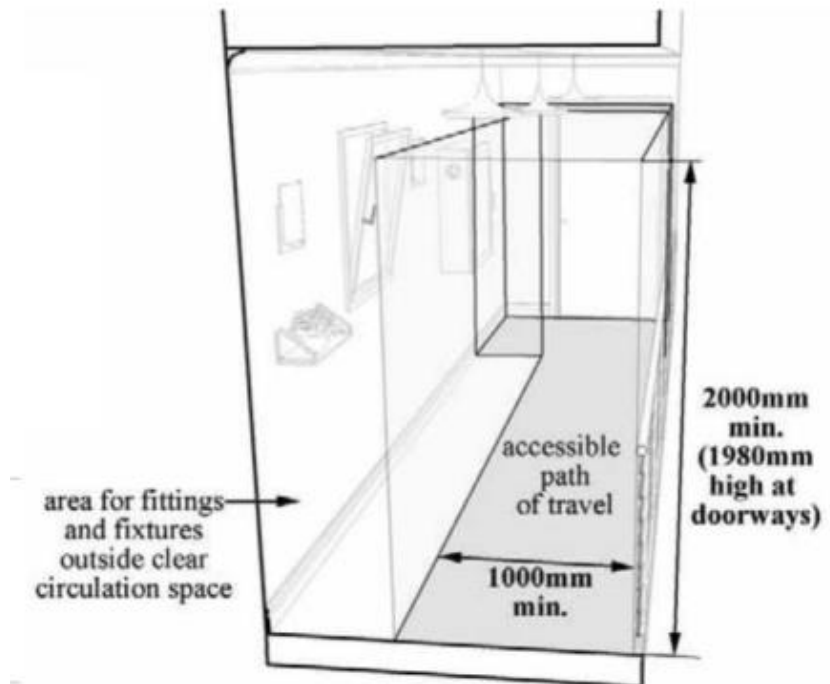 2000mm
min.
(1980mm
high at
doorways)
accessible
path
of travel
area for fittings
and fixtures
outside clear
circulation space
1000mm
min.